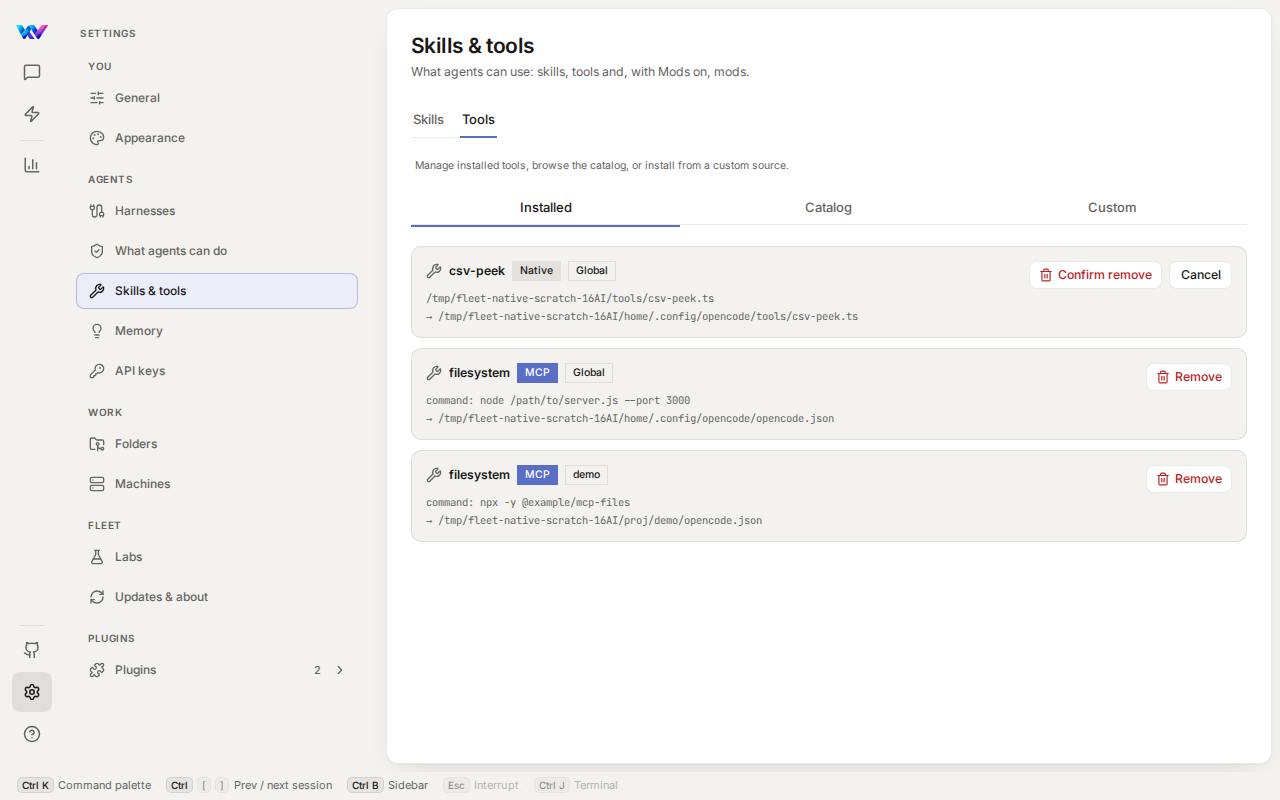 SETTINGS
YOU
General
Appearance
AGENTS
Harnesses
What agents can do
Skills & tools
Memory
API keys
WORK
Folders
Machines
FLEET
Labs
Updates & about
PLUGINS
Plugins 2
Skills & tools
What agents can use: skills, tools and, with Mods on, mods.
Skills Tools
Manage installed tools, browse the catalog, or install from a custom source.
Installed Catalog Custom
csv-peek Native Global Confirm remove Cancel
/tmp/fleet-native-scratch-16AI/tools/csv-peek.ts
→ /tmp/fleet-native-scratch-16AI/home/.config/opencode/tools/csv-peek.ts
filesystem MCP Global Remove
command: node /path/to/server.js --port 3000
→ /tmp/fleet-native-scratch-16AI/home/.config/opencode/opencode.json
filesystem MCP demo Remove
command: npx -y @example/mcp-files
→ /tmp/fleet-native-scratch-16AI/proj/demo/opencode.json
Ctrl K Command palette Ctrl [ ] Prev / next session Ctrl B Sidebar Esc Interrupt Ctrl J Terminal